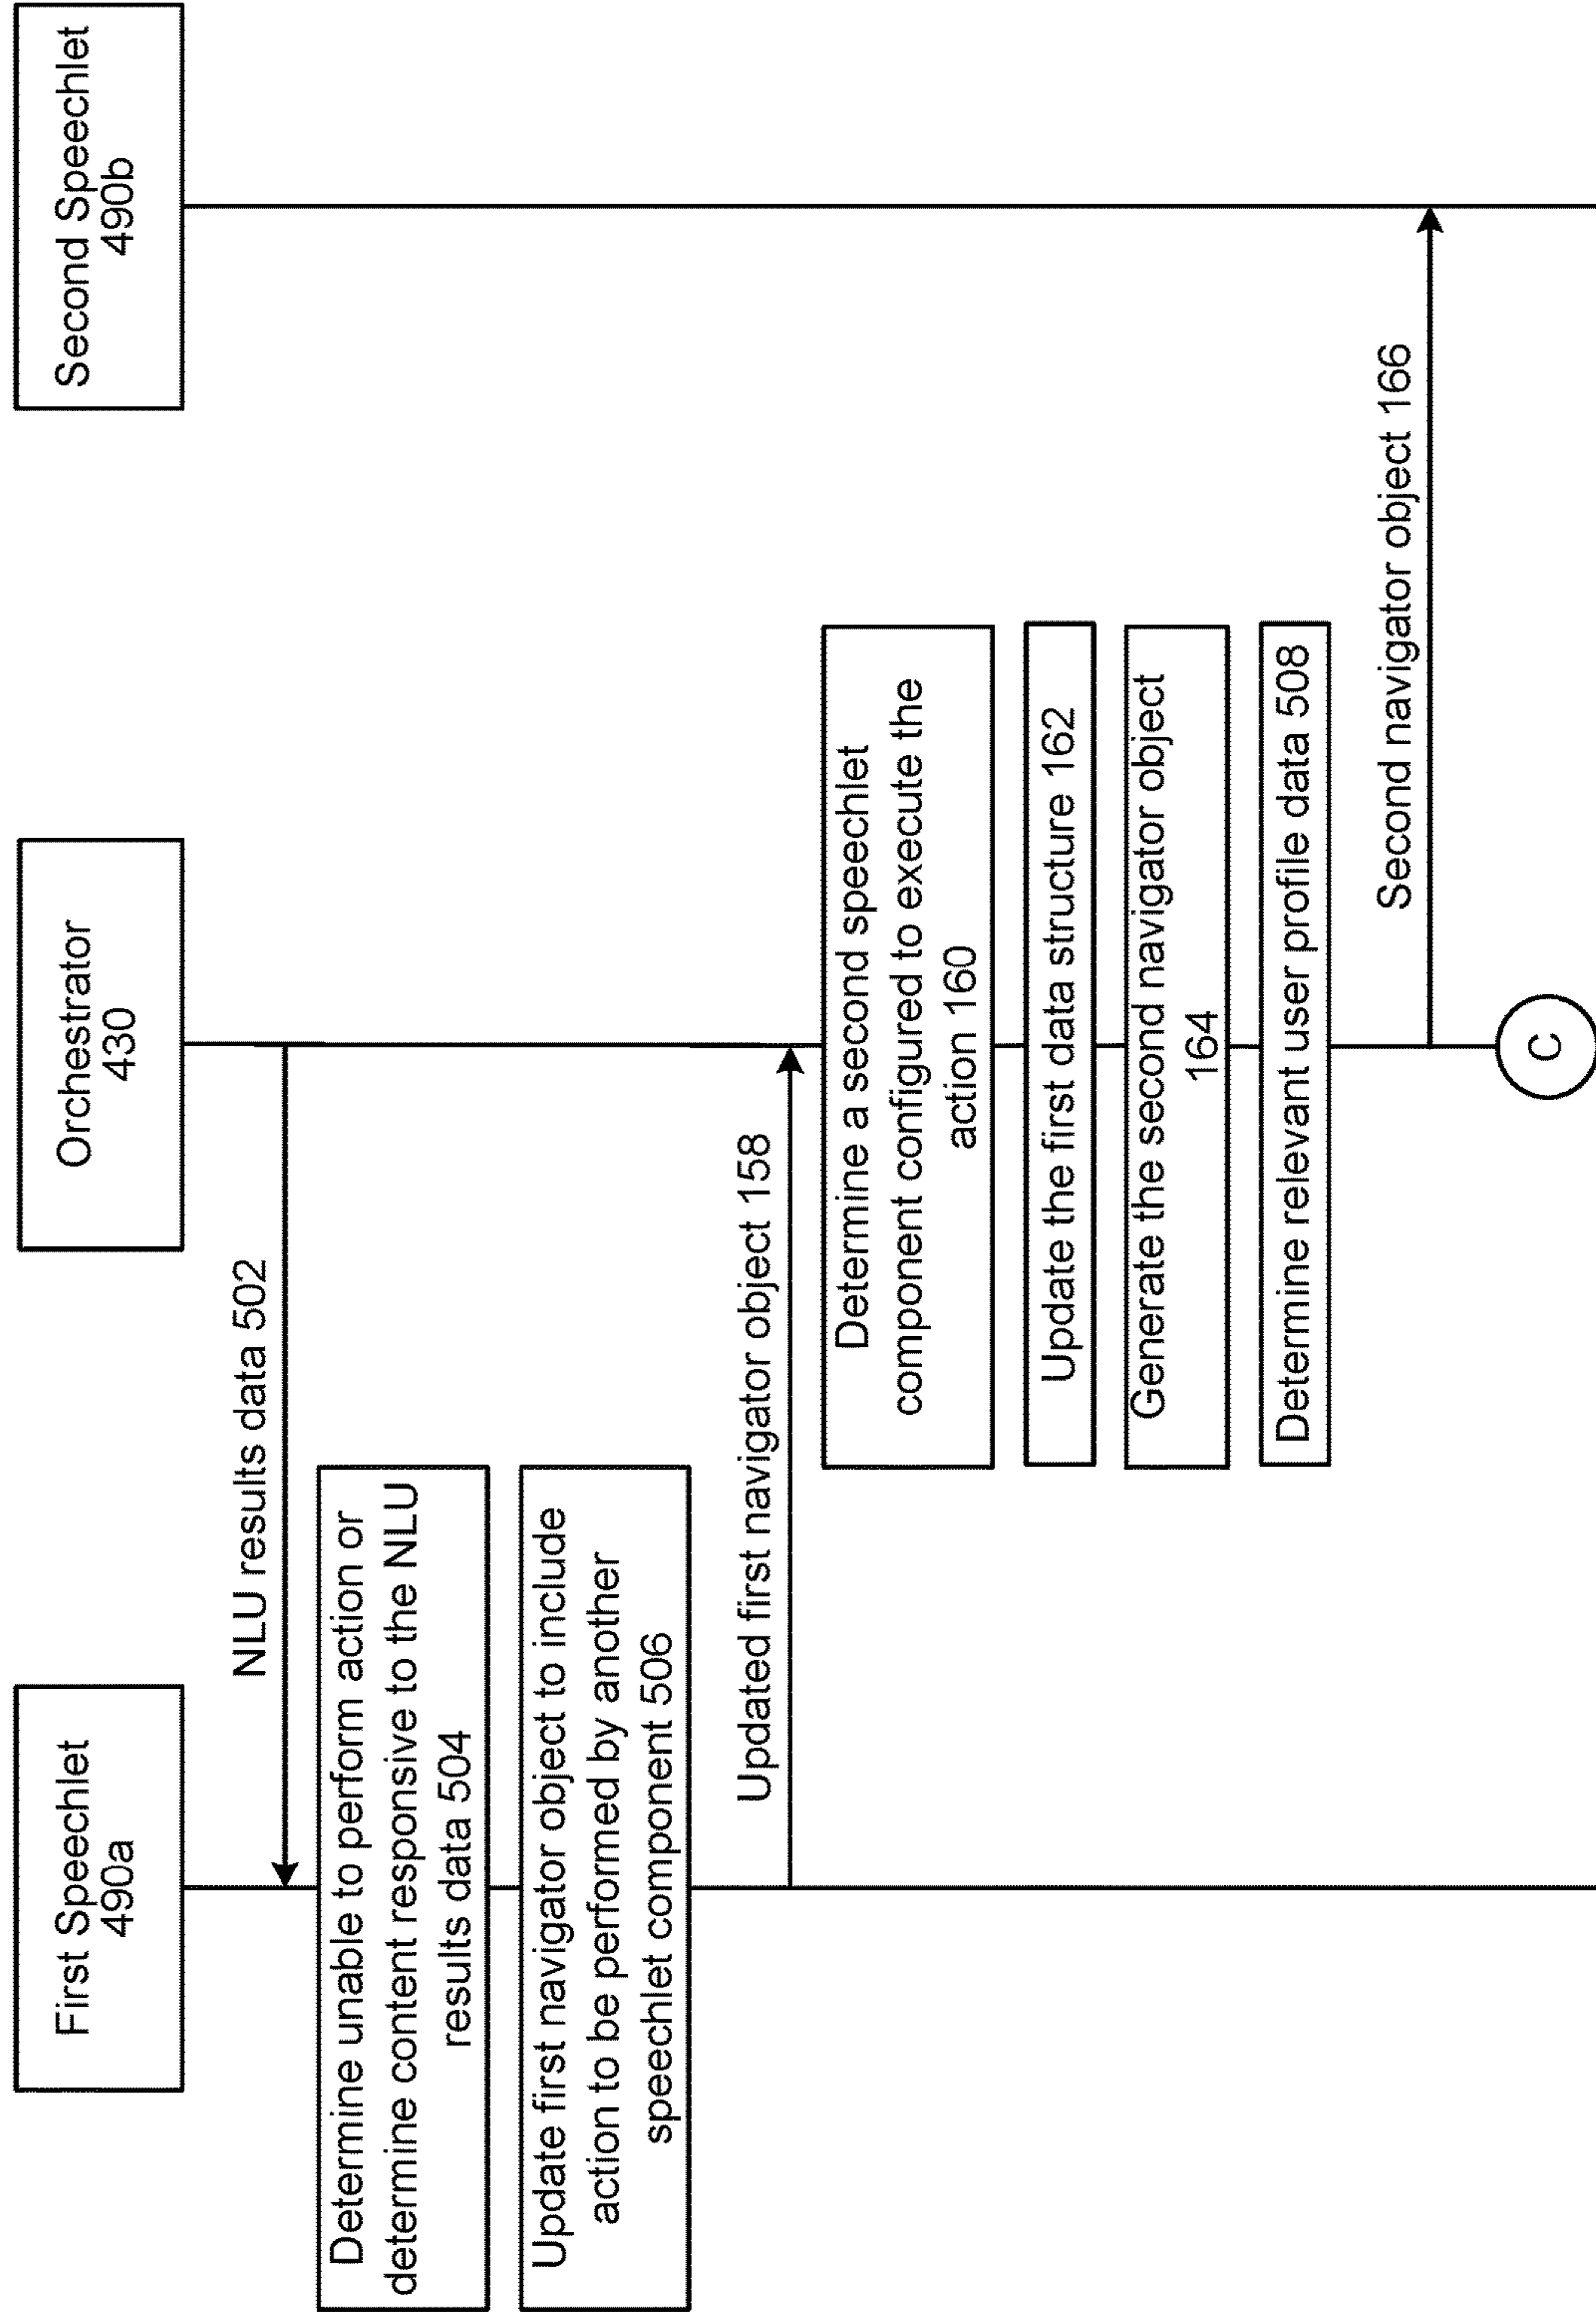 First Speechlet
490a
Orchestrator
430
Second Speechlet
490b
NLU results data 502
Determine unable to perform action or
determine content responsive to the NLU
results data 504
Update first navigator object to include
action to be performed by another
speechlet component 506
Updated first navigator object 158
Determine a second speechlet
component configured to execute the
action 160
Update the first data structure 162
Generate the second navigator object
164
Determine relevant user profile data 508
Second navigator object 166
C